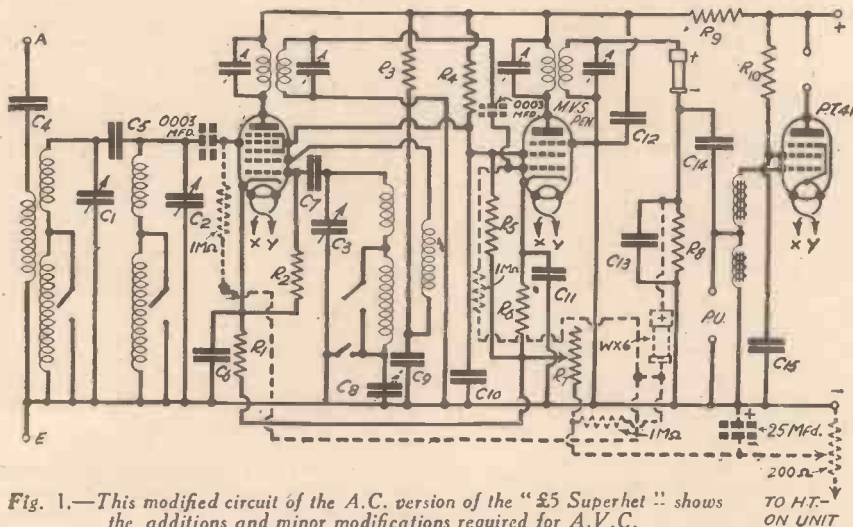 A
C4
C5
·0003 MFD.
C1
C2
1MΩ
C6
R1
X Y
R2
C7
C3
C8
C9
R3
R4
·0003 MFD.
MVS PEN
R5
1MΩ
R6
C10
X Y
C11
C12
R7
C13
WX6
1MΩ
R8
C14
P.U.
R9
R10
PT41
X Y
C15
25 Mfd.
200Ω
E
TO H.T.-
ON UNIT
Fig. 1.—This modified circuit of the A.C. version of the "£5 Superhet" shows
the additions and minor modifications required for A.V.C.